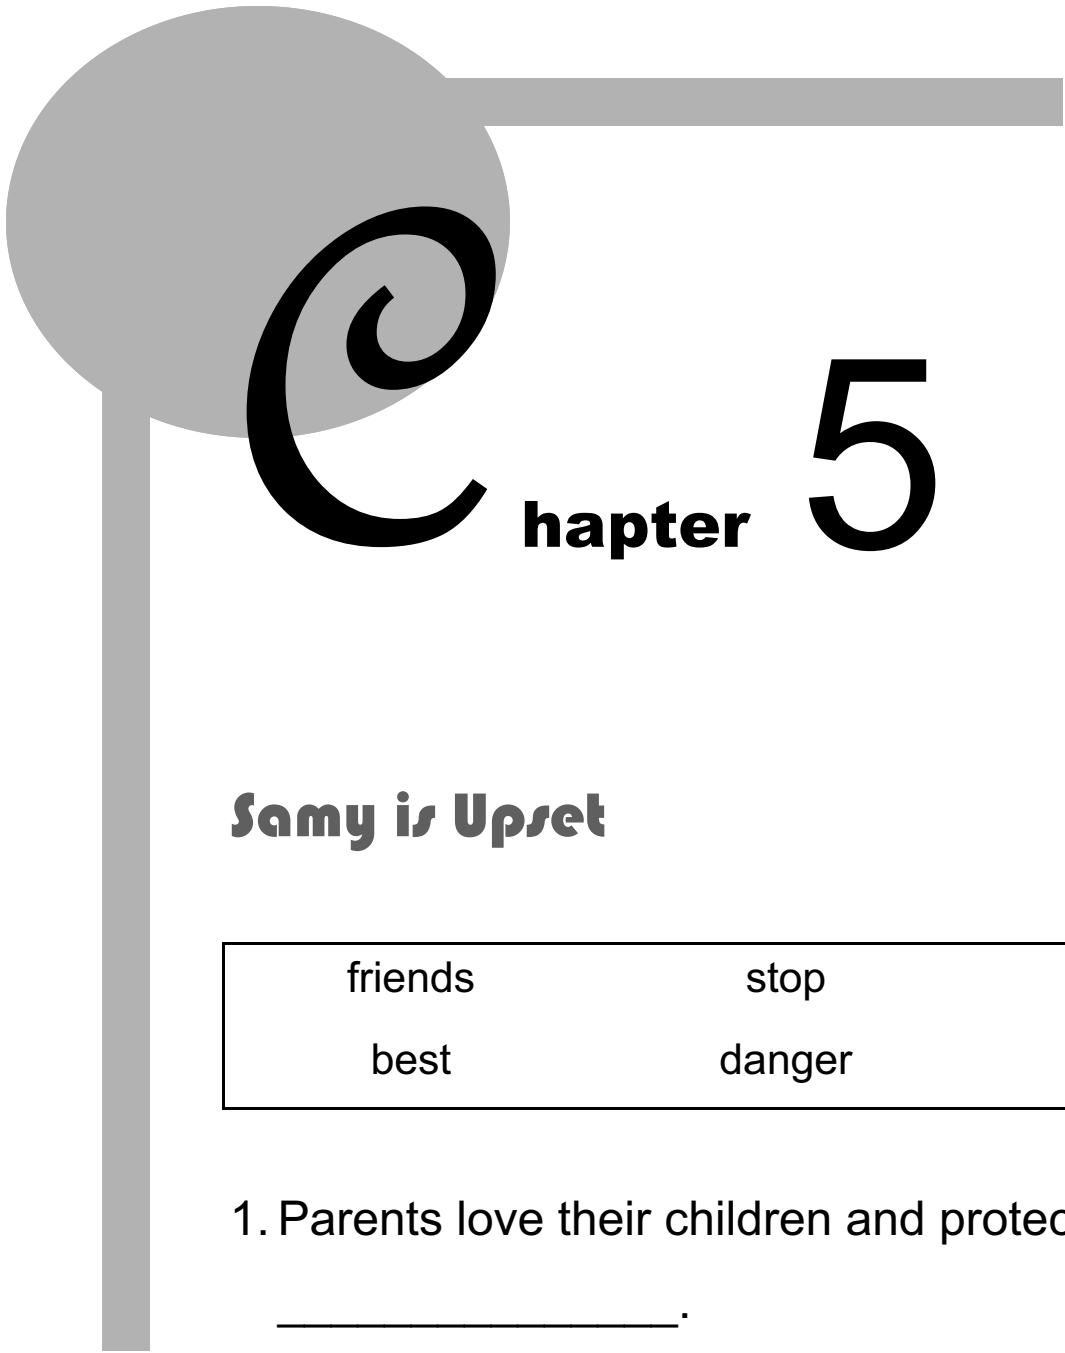 Chapter 5
Samy is Upset
friends stop
best danger
1. Parents love their children and protec
_______________.